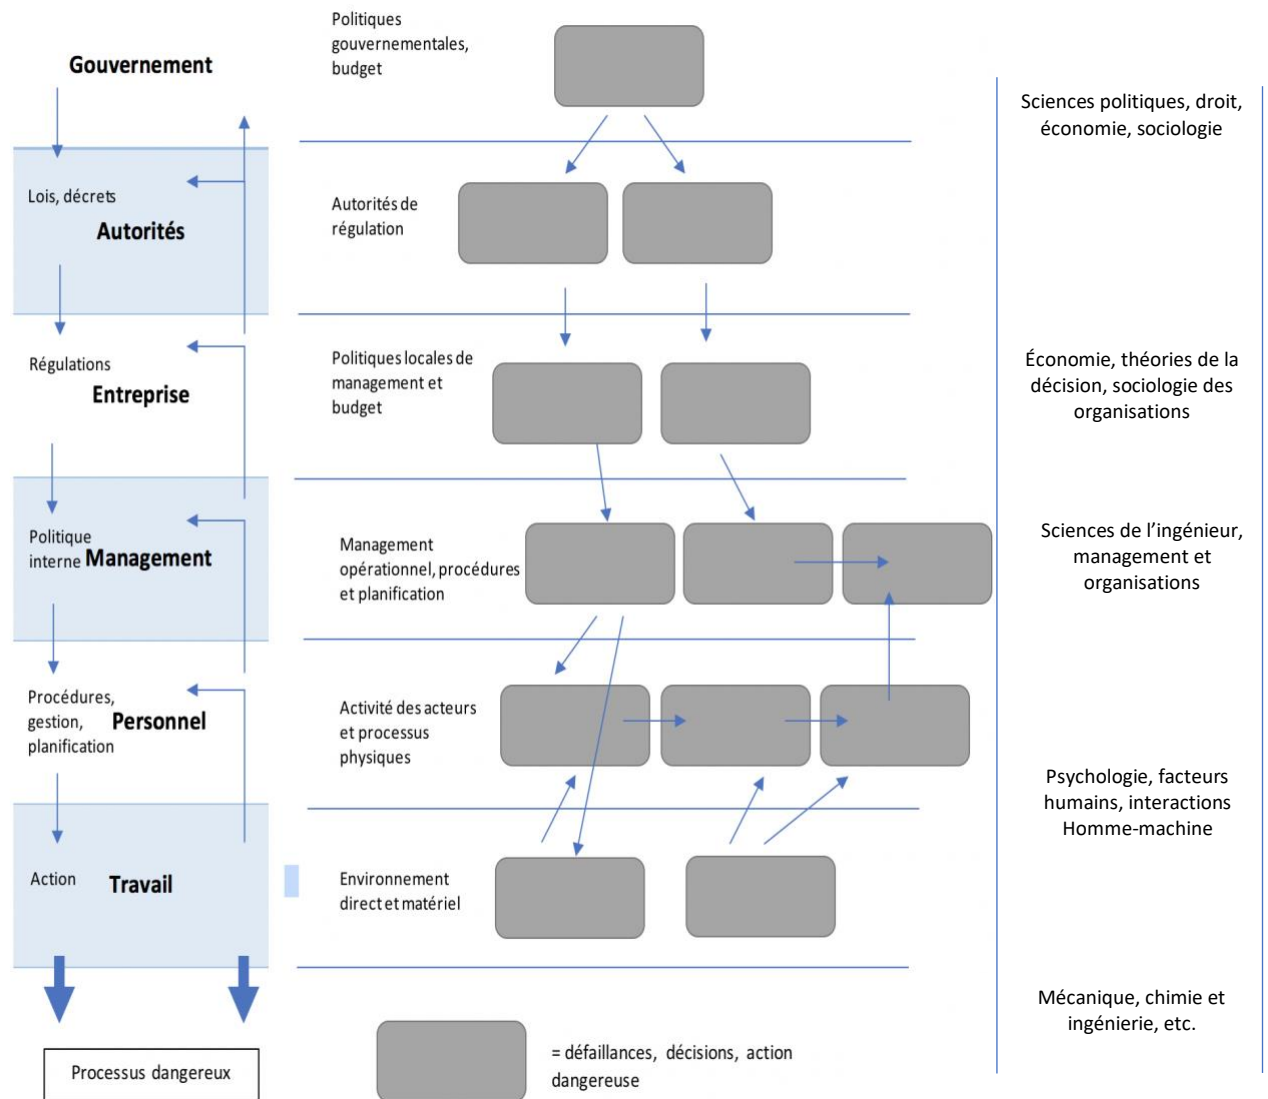 Gouvernement
Lois, décrets
Autorités
Régulations
Entreprise
Politique
interne Management
Procédures,
gestion,
planification
Personnel
Action
Travail
Processus dangereux
Politiques
gouvernementales,
budget
Autorités de
régulation
Politiques locales de
management et
budget
Management
opérationnel, procédures
et planification
Activité des acteurs
et processus
physiques
Environnement
direct et matériel
= défaillances, décisions, action
dangereuse
Sciences politiques, droit,
économie, sociologie
Économie, théories de la
décision, sociologie des
organisations
Sciences de l’ingénieur,
management et
organisations
Psychologie, facteurs
humains, interactions
Homme-machine
Mécanique, chimie et
ingénierie, etc.